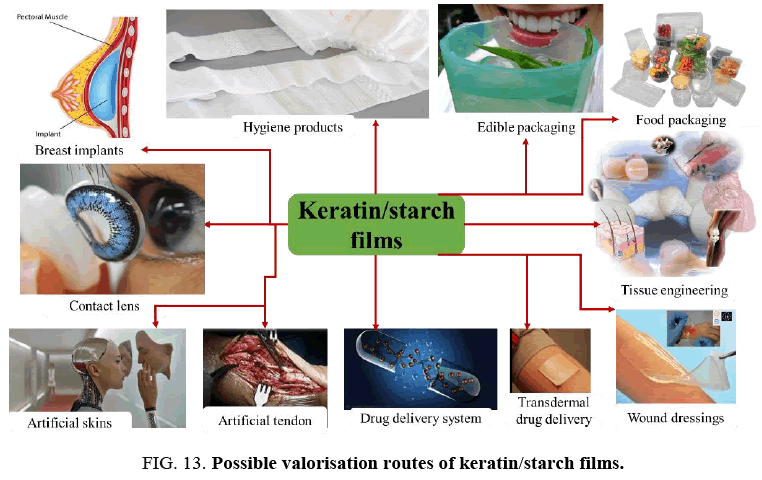 Pectoral Muscle
Implant
Breast implants
Hygiene products
Edible packaging
Food packaging
Keratin/starch
films
Contact lens
Tissue engineering
Artificial skins
Artificial tendon
Drug delivery system
Transdermal
drug delivery
Wound dressings
FIG. 13. Possible valorisation routes of keratin/starch films.